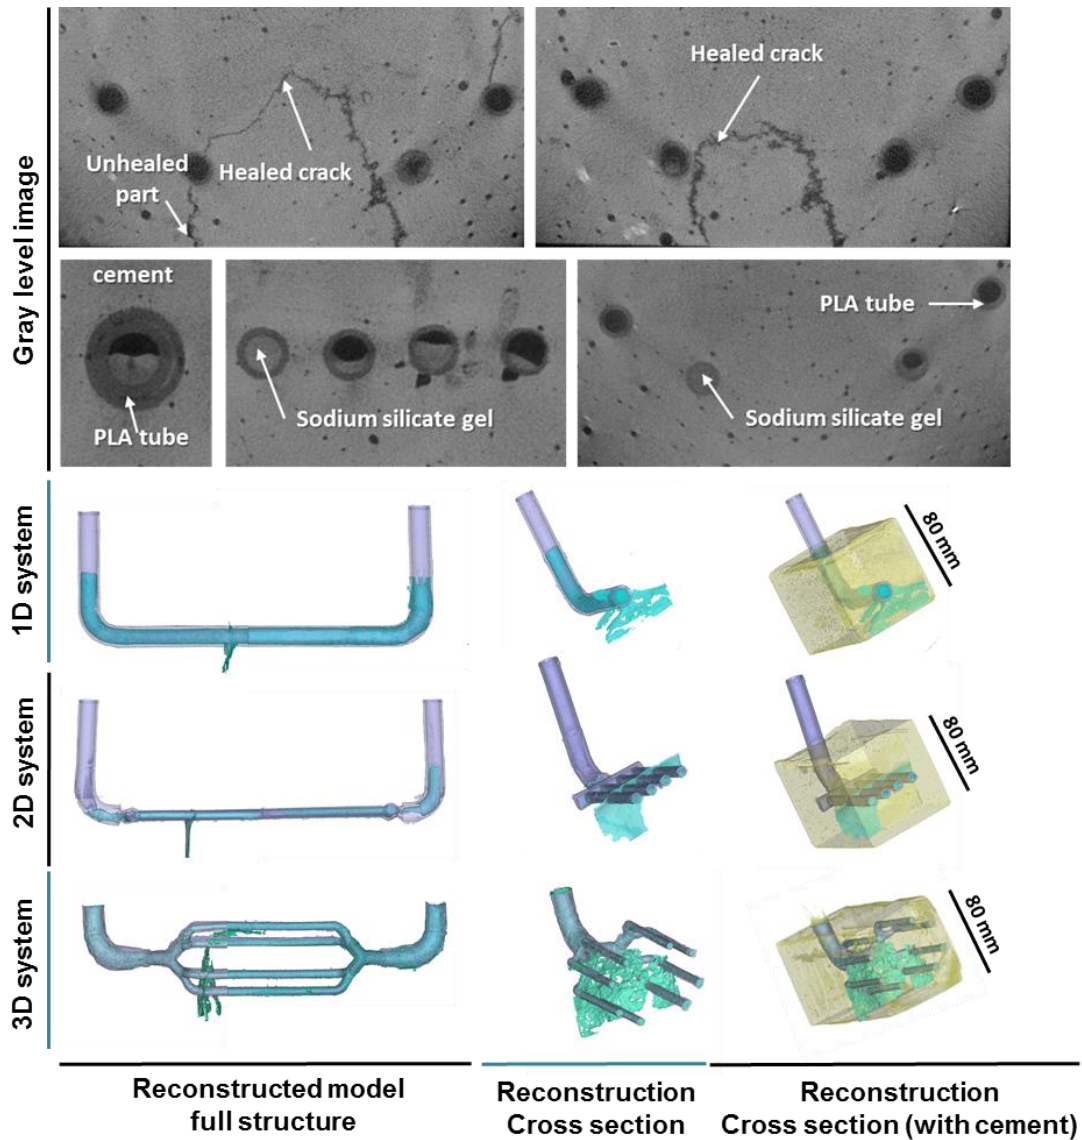 Gray level image
Unhealed
part
Healed crack
Healed crack
cement
PLA tube
Sodium silicate gel
PLA tube
Sodium silicate gel
1D system
80 mm
2D system
80 mm
3D system
80 mm
Reconstructed model
full structure
Reconstruction
Cross section
Reconstruction
Cross section (with cement)